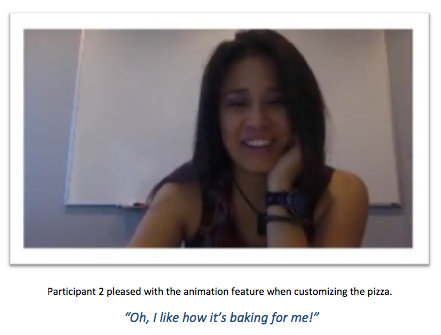 Participant 2 pleased with the animation feature when customizing the pizza.
“Oh, I like how it’s baking for me!”